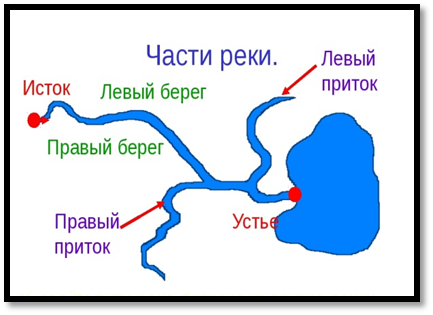 Части реки.
Левый
приток
Исток
Левый берег
Правый берег
Правый
приток
Устье